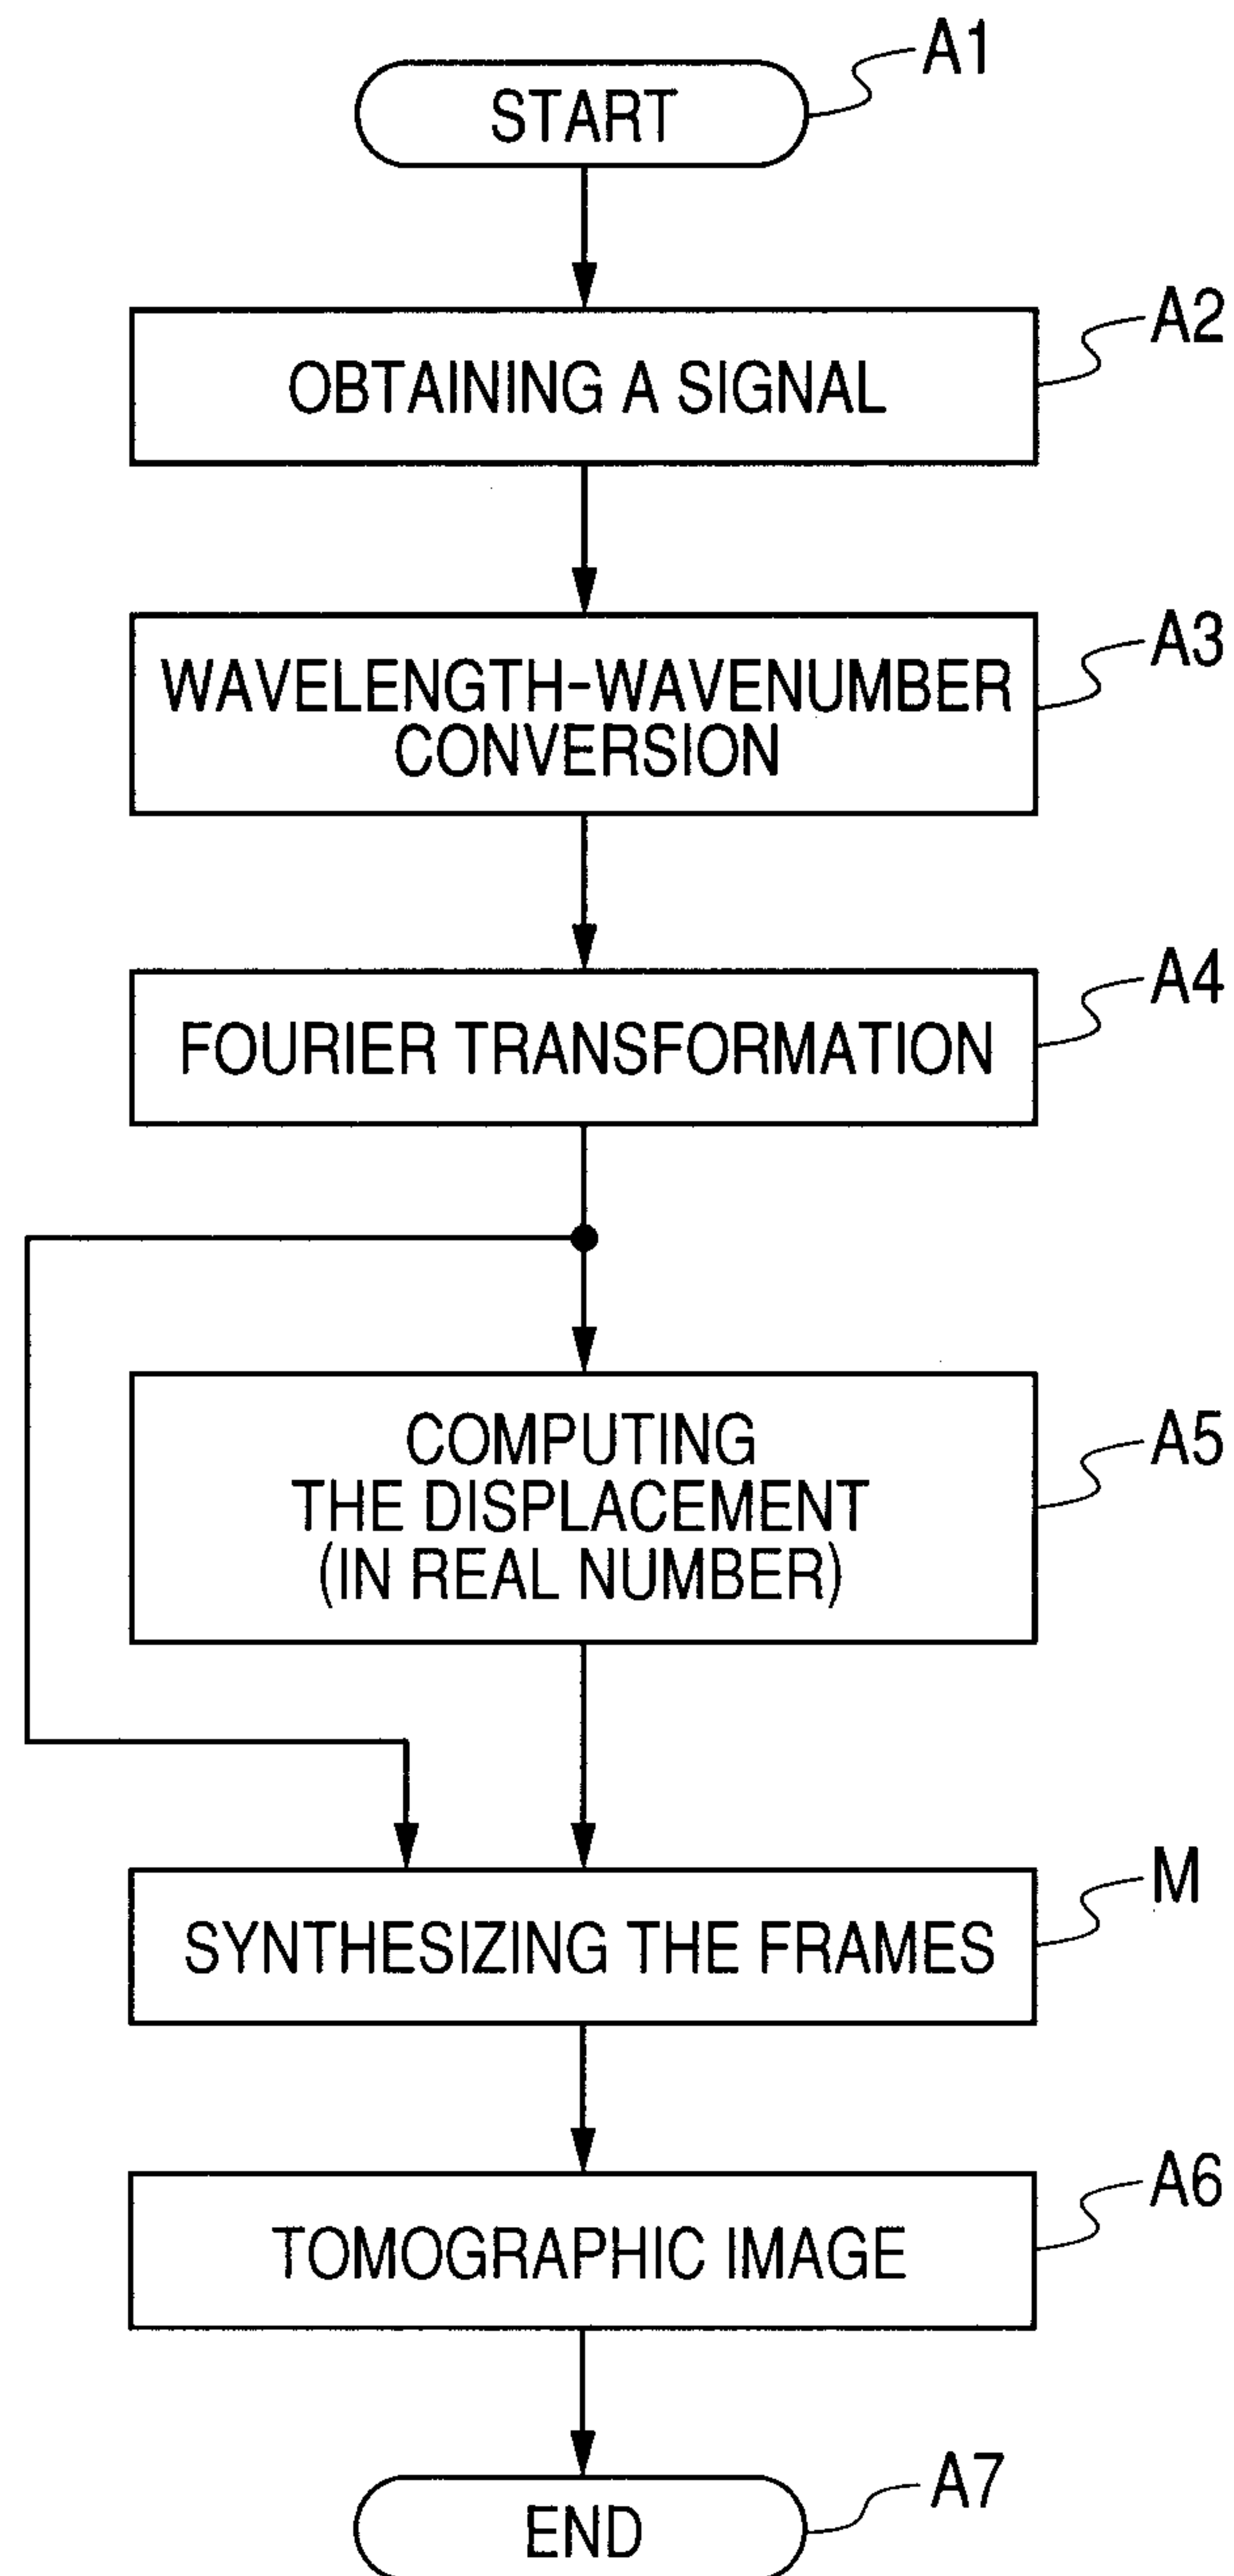 A1
START
A2
OBTAINING A SIGNAL
A3
WAVELENGTH-WAVENUMBER
CONVERSION
A4
FOURIER TRANSFORMATION
COMPUTING
A5
THE DISPLACEMENT
(IN REAL NUMBER)
M
SYNTHESIZING THE FRAMES
A6
TOMOGRAPHIC IMAGE
A7
END